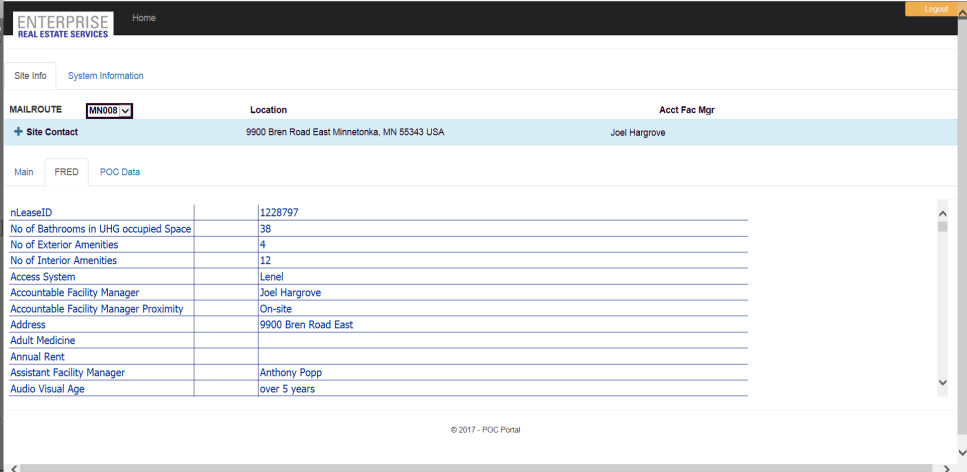 Logout
ENTERPRISE Home
REAL ESTATE SERVICES
Site Info System Information
MAILROUTE MN008 Location Acct Fac Mgr
Site Contact 9900 Bren Road East Minnetonka, MN 55343 USA Joel Hargrove
Main FRED POC Data
nLeaseID 1228797
No of Bathrooms in UHG occupied Space 38
No of Exterior Amenities 4
No of Interior Amenities 12
Access System Lenel
Accountable Facility Manager Joel Hargrove
Accountable Facility Manager Proximity On-site
Address 9900 Bren Road East
Adult Medicine
Annual Rent
Assistant Facility Manager Anthony Popp
Audio Visual Age over 5 years
© 2017 - POC Portal